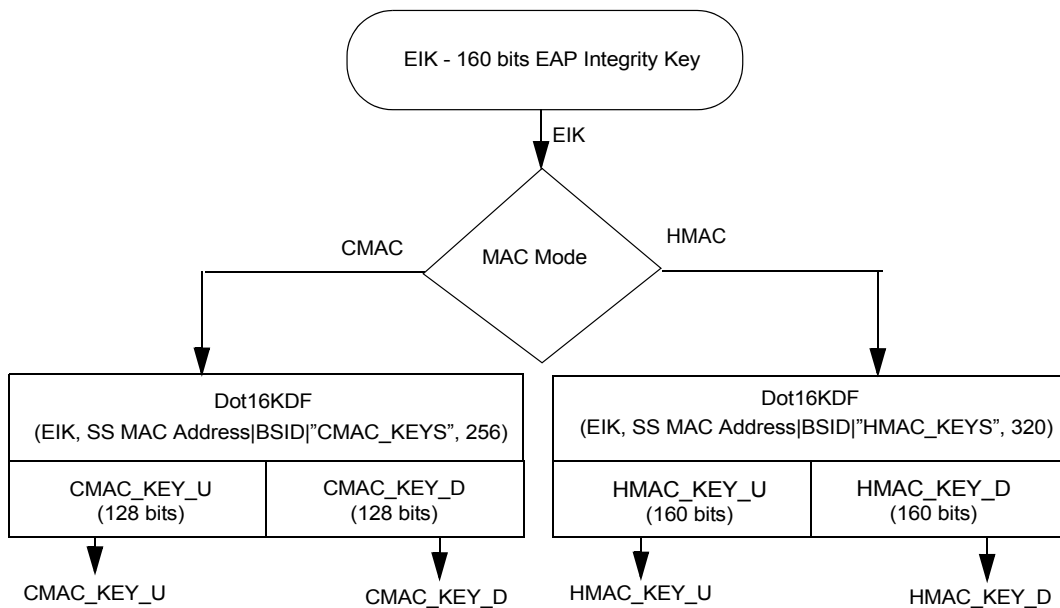 EIK - 160 bits EAP Integrity Key
EIK
CMAC
HMAC
MAC Mode
Dot16KDF
(EIK, SS MAC Address|BSID|”CMAC_KEYS”, 256)
Dot16KDF
(EIK, SS MAC Address|BSID|”HMAC_KEYS”, 320)
CMAC_KEY_U
(128 bits)
CMAC_KEY_D
(128 bits)
HMAC_KEY_U
(160 bits)
HMAC_KEY_D
(160 bits)
CMAC_KEY_U
CMAC_KEY_D
HMAC_KEY_U
HMAC_KEY_D